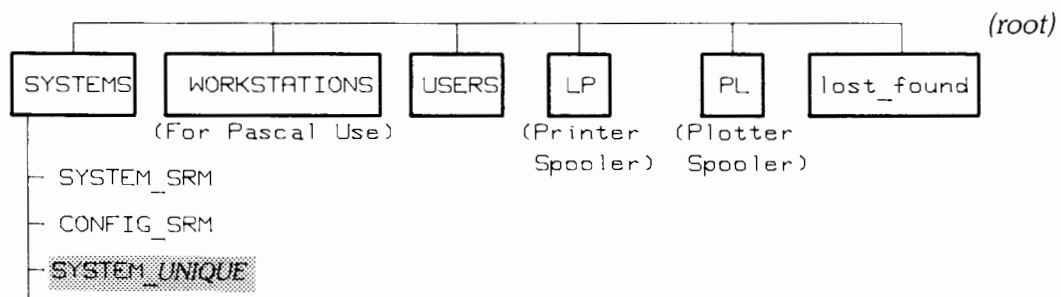 (root)
SYSTEMS WORKSTATIONS USERS LP PL lost_found
(For Pascal Use) (Printer Spooler) (Plotter Spooler)
SYSTEM_SRM
CONFIG_SRM
SYSTEM_UNIQUE